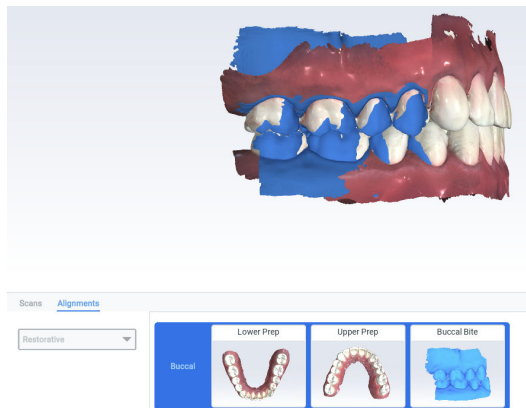 Scans Alignments
Restorative
Lower Prep Upper Prep Buccal Bite
Buccal